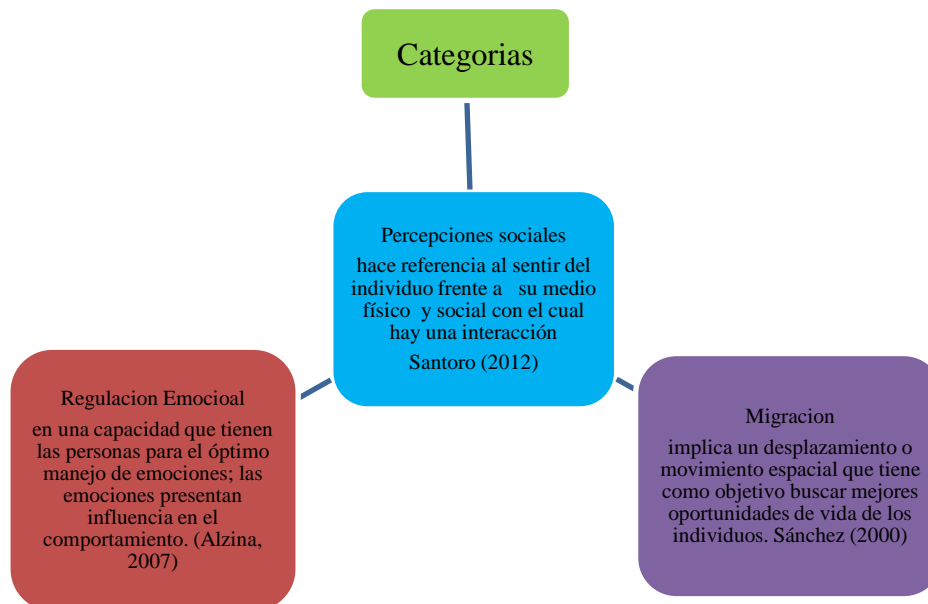 Categorias
Percepciones sociales
hace referencia al sentir del
individuo frente a su medio
físico y social con el cual
hay una interacción
Santoro (2012)
Regulacion Emocioal
en una capacidad que tienen
las personas para el óptimo
manejo de emociones; las
emociones presentan
influencia en el
comportamiento. (Alzina,
2007)
Migracion
implica un desplazamiento o
movimiento espacial que tiene
como objetivo buscar mejores
oportunidades de vida de los
individuos. Sánchez (2000)